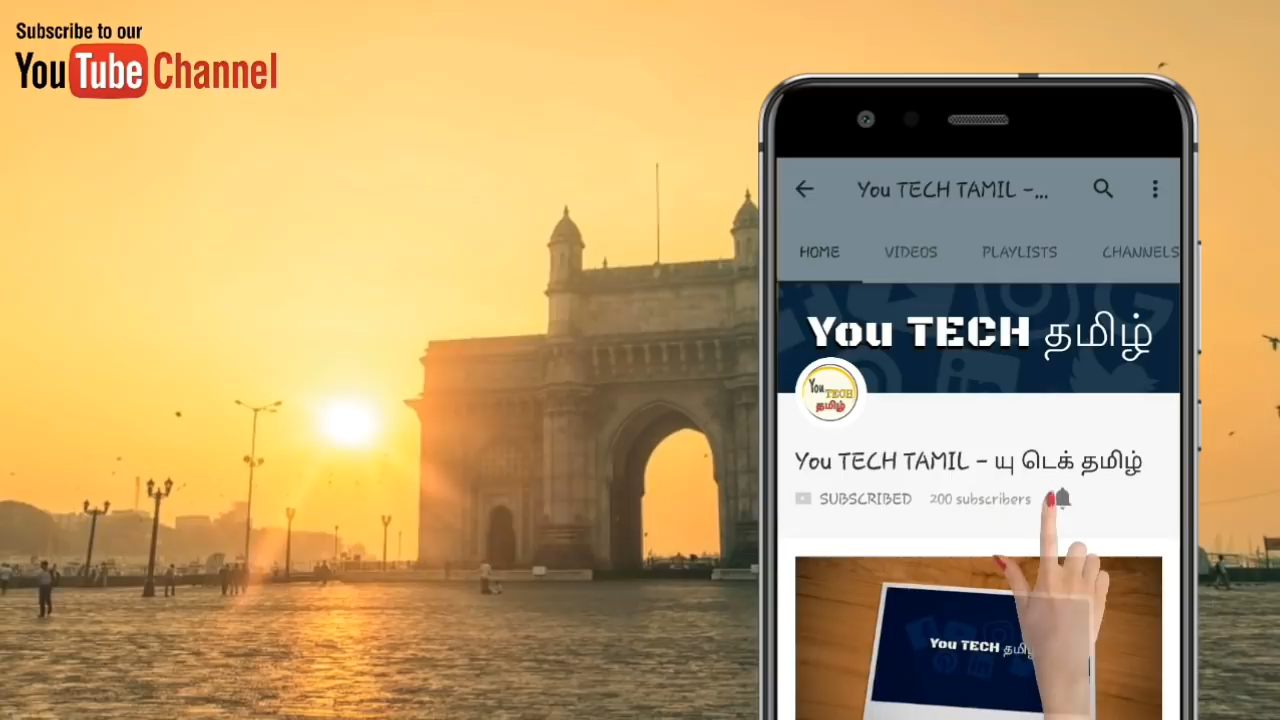 Subscribe to our
YouTube Channel
You TECH TAMIL -...
HOME VIDEOS PLAYLISTS CHANNELS
You TECH தமிழ்
You TECH தமிழ்
You TECH TAMIL - யு டெக் தமிழ்
SUBSCRIBED 200 subscribers
You TECH